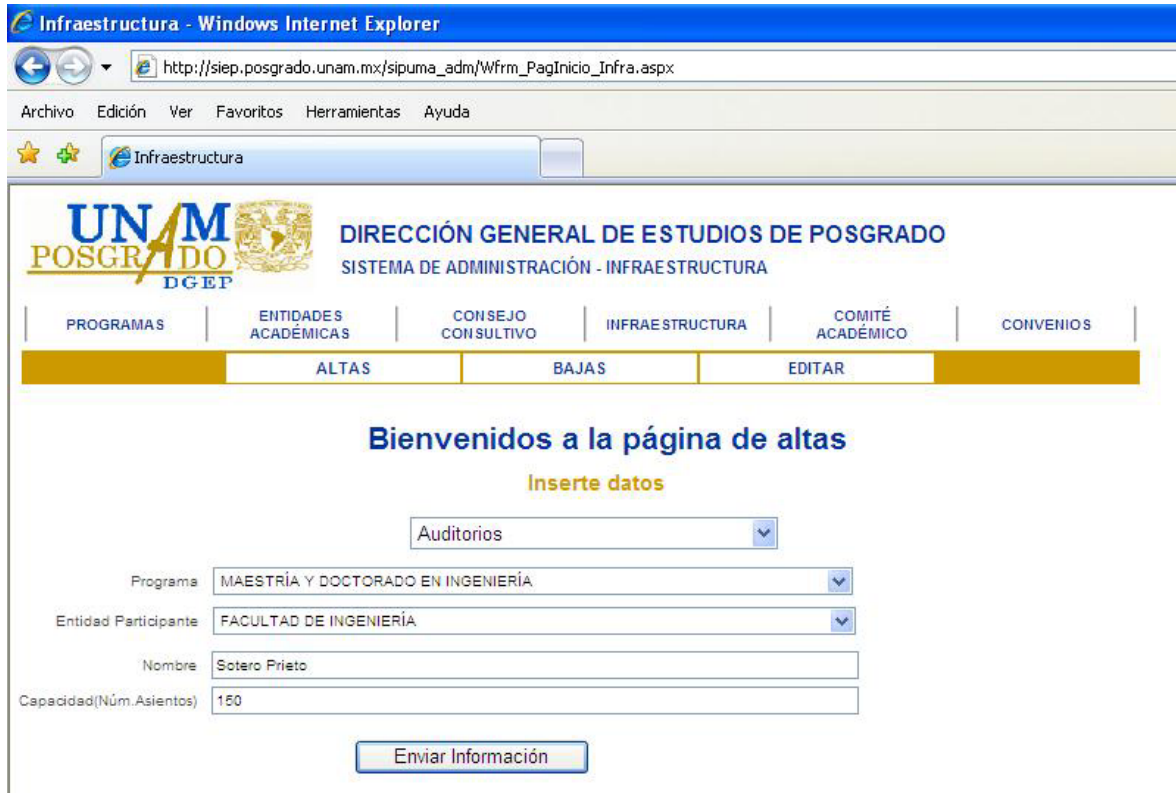 Infraestructura - Windows Internet Explorer
http://siep.posgrado.unam.mx/sipuma_adm/Wfrm_PagInicio_Infra.aspx
Archivo Edición Ver Favoritos Herramientas Ayuda
Infraestructura
UNAM
POSGRADO
DGEP
DIRECCIÓN GENERAL DE ESTUDIOS DE POSGRADO
SISTEMA DE ADMINISTRACIÓN - INFRAESTRUCTURA
PROGRAMAS ENTIDADES ACADÉMICAS CONSEJO CONSULTIVO INFRAESTRUCTURA COMITÉ ACADÉMICO CONVENIOS
ALTAS BAJAS EDITAR
Bienvenidos a la página de altas
Inserte datos
Auditorios
Programa MAESTRÍA Y DOCTORADO EN INGENIERÍA
Entidad Participante FACULTAD DE INGENIERÍA
Nombre Sotero Prieto
Capacidad(Núm.Asientos) 150
Enviar Información